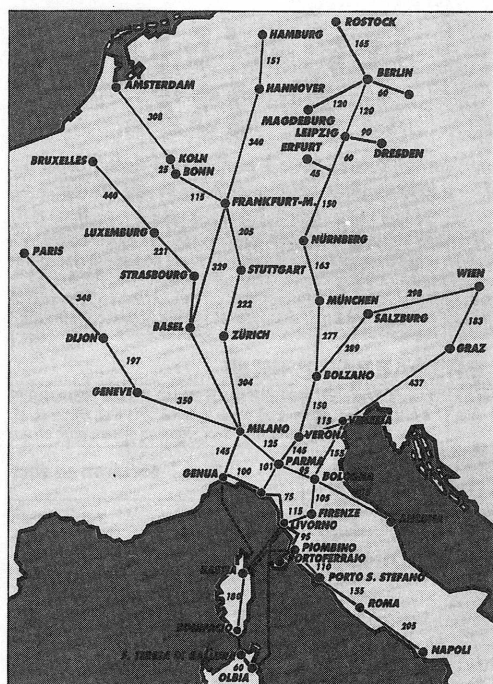 ROSTOCK
HAMBURG
165
151
BERLIN
AMSTERDAM
HANNOVER
60
120
MAGDEBURG
120
308
LEIPZIG
90
ERFURT
DRESDEN
340
60
KOLN
BRUXELLES
25
BONN
45
115
FRANKFURT-M.
150
440
205
LUXEMBURG
NÜRNBERG
PARIS
221
329
STRASBOURG
STUTTGART
163
WIEN
298
348
222
MÜNCHEN
SALZBURG
183
BASEL
ZÜRICH
DIJON
277
289
GRAZ
197
304
BOLZANO
437
GENEVE
350
150
115
MILANO
VERONA
125
145
145
155
PARMA
GENUA
100
101
95
BOLOGNA
75
105
115
FIRENZE
LIVORNO
95
PIOMBINO
PORTOFERRAIO
110
BASTIA
PORTO S. STEFANO
180
155
ROMA
BONIFACIO
205
NAPOLI
60
OLBIA